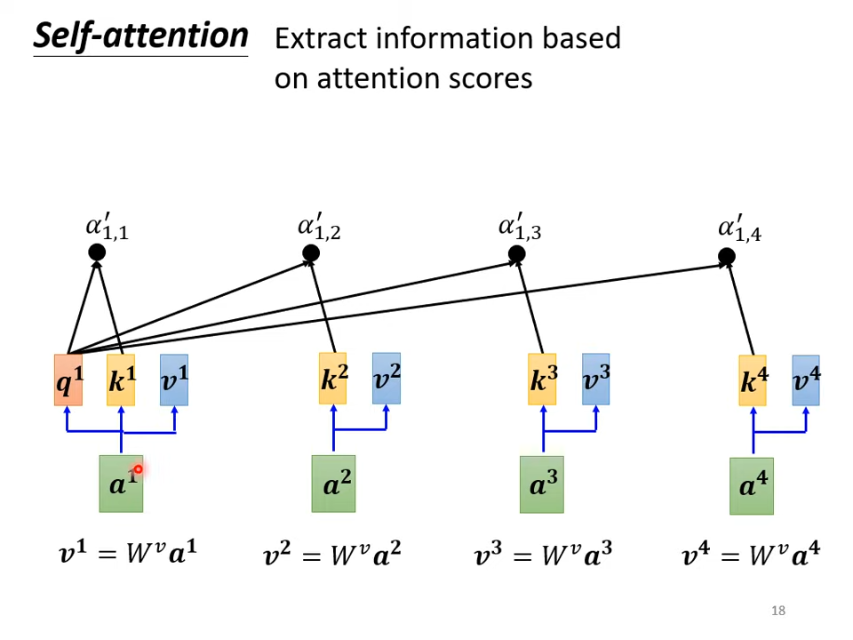 Self-attention Extract information based
on attention scores
α′₁,₁ α′₁,₂ α′₁,₃ α′₁,₄
q¹ k¹ v¹ k² v² k³ v³ k⁴ v⁴
a¹ a² a³ a⁴
v¹ = Wᵛa¹ v² = Wᵛa² v³ = Wᵛa³ v⁴ = Wᵛa⁴
18